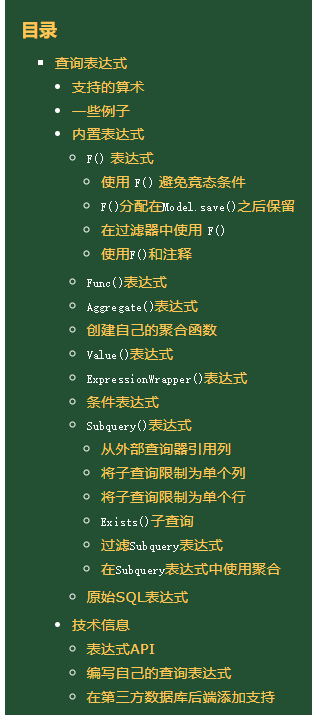 目录
查询表达式
支持的算术
一些例子
内置表达式
F() 表达式
使用 F() 避免竞态条件
F()分配在Model.save()之后保留
在过滤器中使用 F()
使用F()和注释
Func()表达式
Aggregate()表达式
创建自己的聚合函数
Value()表达式
ExpressionWrapper()表达式
条件表达式
Subquery()表达式
从外部查询器引用列
将子查询限制为单个列
将子查询限制为单个行
Exists()子查询
过滤Subquery表达式
在Subquery表达式中使用聚合
原始SQL表达式
技术信息
表达式API
编写自己的查询表达式
在第三方数据库后端添加支持